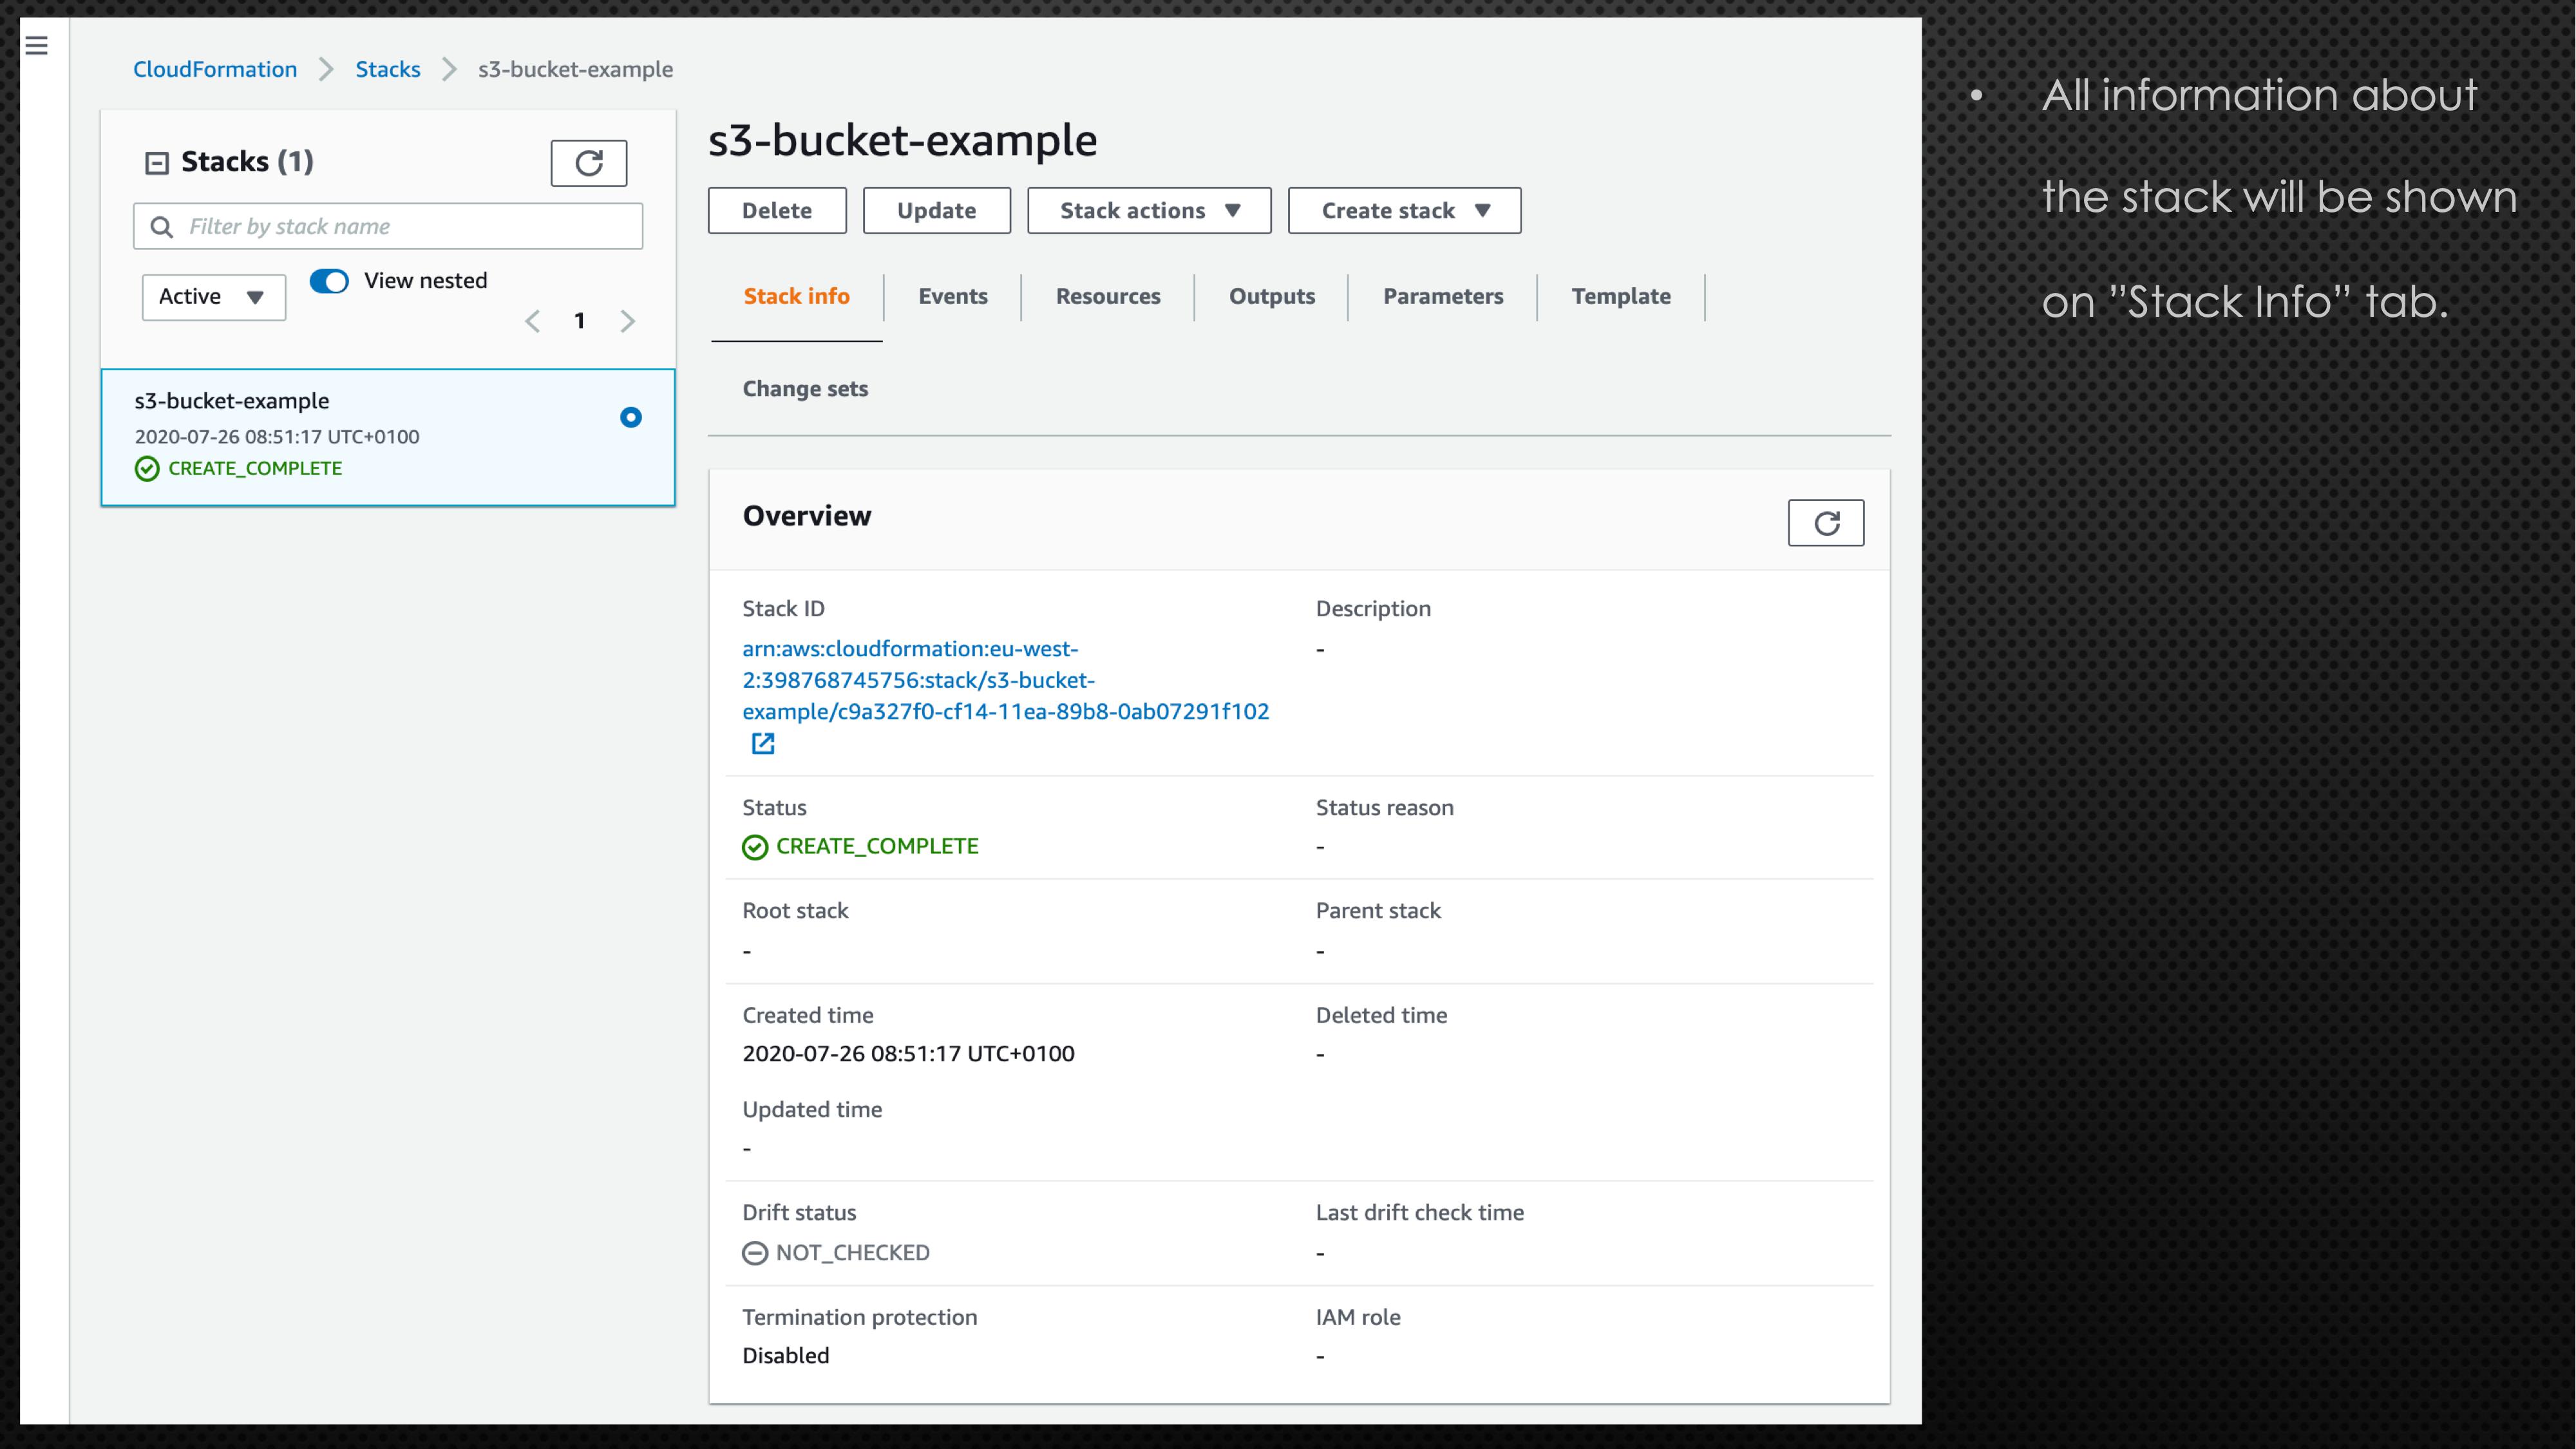 CloudFormation > Stacks > s3-bucket-example
Stacks (1)
Filter by stack name
Active
View nested
1
s3-bucket-example
2020-07-26 08:51:17 UTC+0100
CREATE_COMPLETE
s3-bucket-example
Delete Update Stack actions Create stack
Stack info Events Resources Outputs Parameters Template
Change sets
Overview
Stack ID
arn:aws:cloudformation:eu-west-
2:398768745756:stack/s3-bucket-
example/c9a327f0-cf14-11ea-89b8-0ab07291f102
Description
-
Status
CREATE_COMPLETE
Status reason
-
Root stack
-
Parent stack
-
Created time
2020-07-26 08:51:17 UTC+0100
Deleted time
-
Updated time
-
Drift status
NOT_CHECKED
Last drift check time
-
Termination protection
Disabled
IAM role
-
• All information about
the stack will be shown
on ”Stack Info” tab.